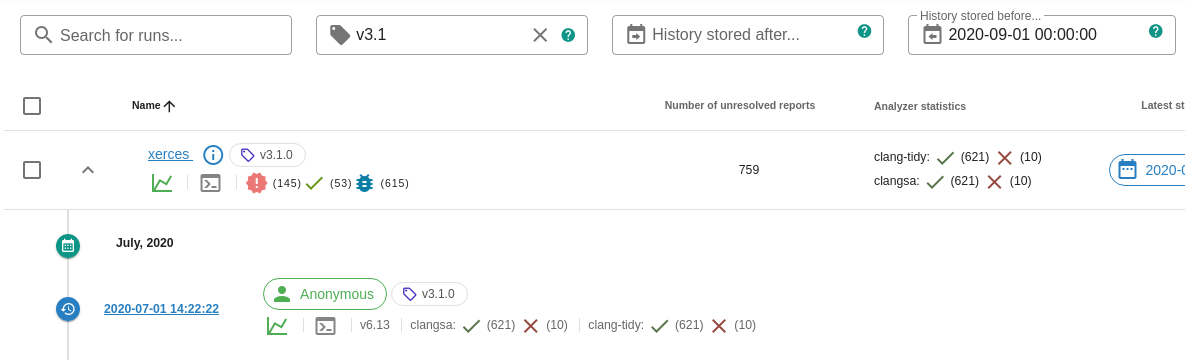 Search for runs...
v3.1
History stored after...
History stored before...
2020-09-01 00:00:00
Name
Number of unresolved reports
Analyzer statistics
Latest st
xerces
v3.1.0
(145)
(53)
(615)
759
clang-tidy: (621) (10)
clangsa: (621) (10)
2020-0
July, 2020
2020-07-01 14:22:22
Anonymous
v3.1.0
v6.13
clangsa: (621) (10)
clang-tidy: (621) (10)